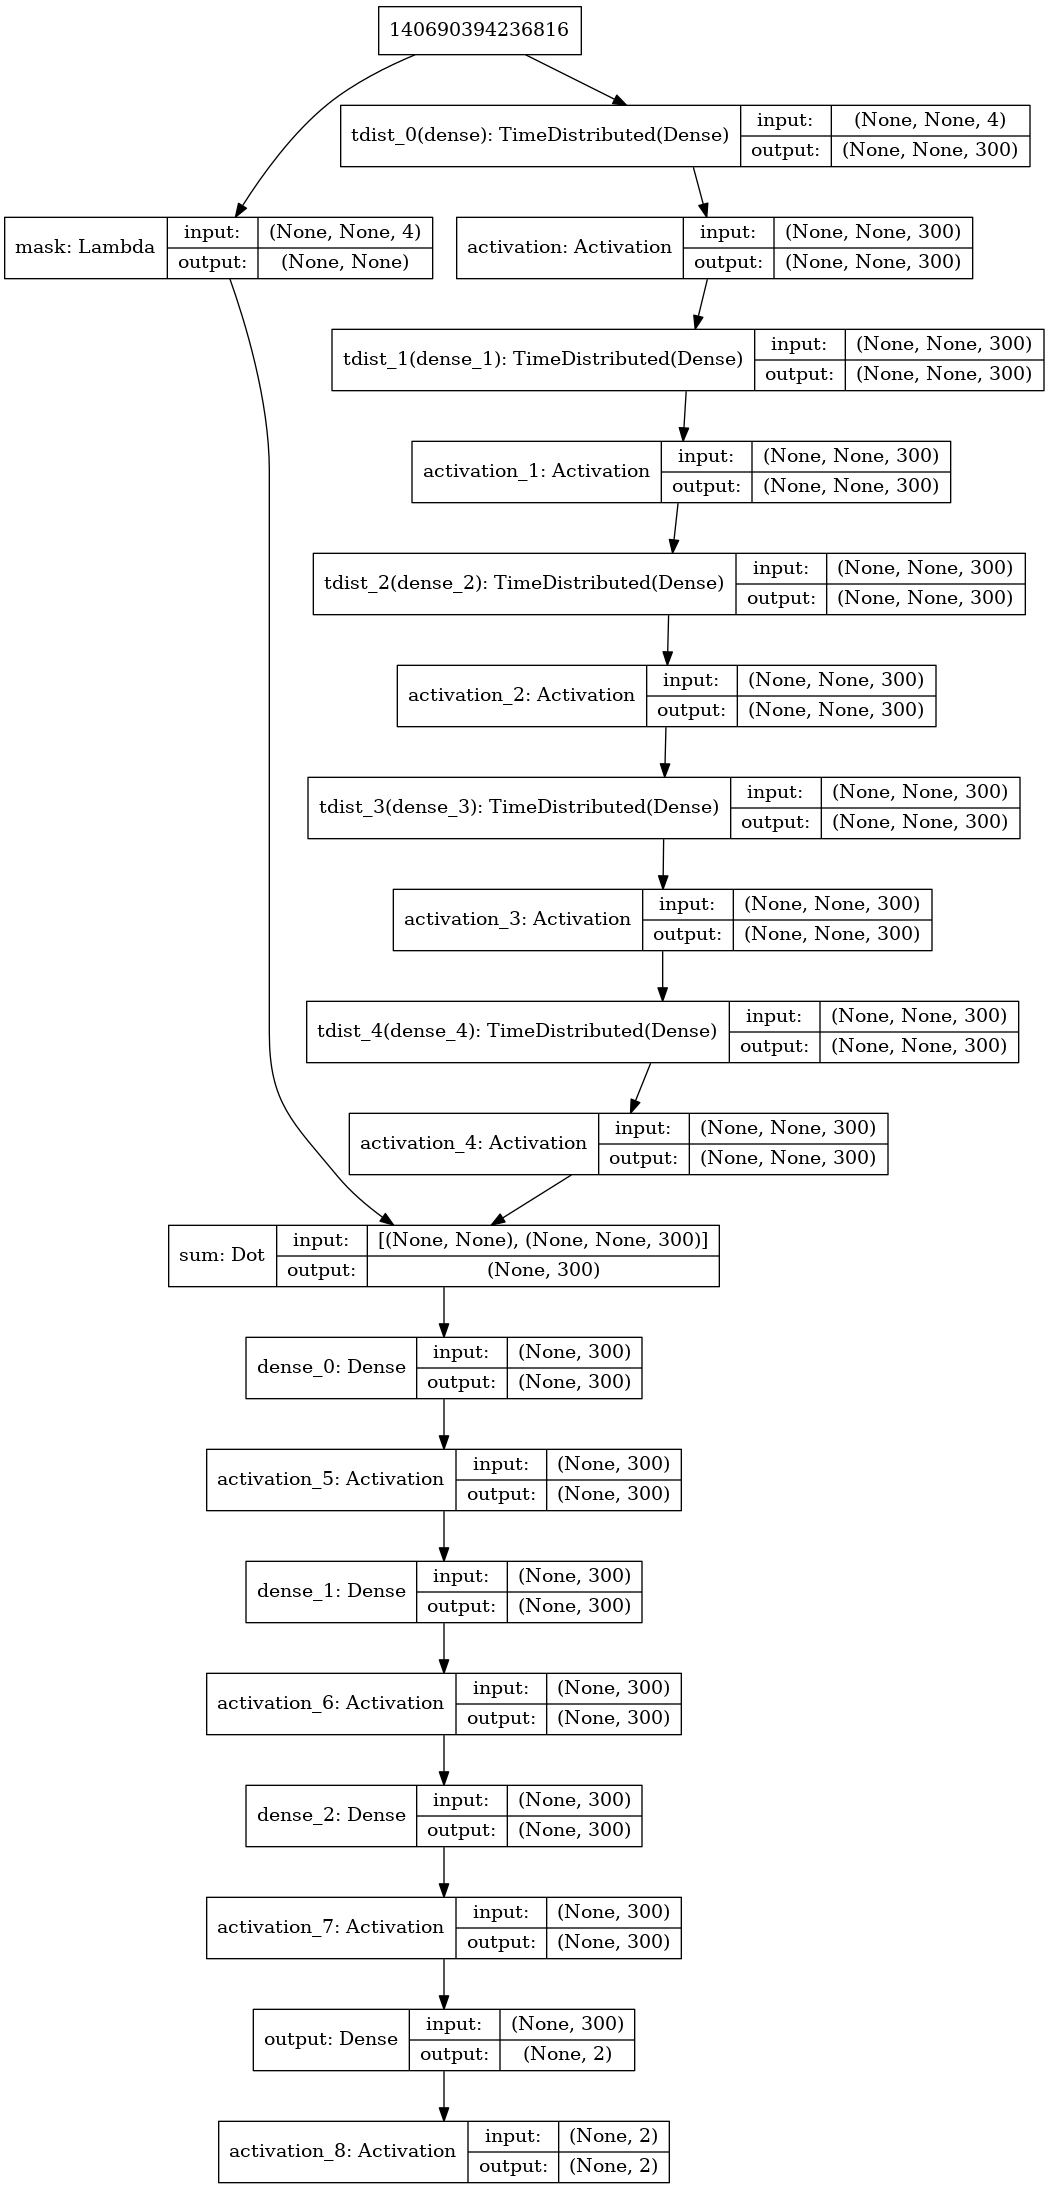 140690394236816
tdist_0(dense): TimeDistributed(Dense)
input:
(None, None, 4)
output:
(None, None, 300)
mask: Lambda
input:
(None, None, 4)
output:
(None, None)
activation: Activation
input:
(None, None, 300)
output:
(None, None, 300)
tdist_1(dense_1): TimeDistributed(Dense)
input:
(None, None, 300)
output:
(None, None, 300)
activation_1: Activation
input:
(None, None, 300)
output:
(None, None, 300)
tdist_2(dense_2): TimeDistributed(Dense)
input:
(None, None, 300)
output:
(None, None, 300)
activation_2: Activation
input:
(None, None, 300)
output:
(None, None, 300)
tdist_3(dense_3): TimeDistributed(Dense)
input:
(None, None, 300)
output:
(None, None, 300)
activation_3: Activation
input:
(None, None, 300)
output:
(None, None, 300)
tdist_4(dense_4): TimeDistributed(Dense)
input:
(None, None, 300)
output:
(None, None, 300)
activation_4: Activation
input:
(None, None, 300)
output:
(None, None, 300)
sum: Dot
input:
[(None, None), (None, None, 300)]
output:
(None, 300)
dense_0: Dense
input:
(None, 300)
output:
(None, 300)
activation_5: Activation
input:
(None, 300)
output:
(None, 300)
dense_1: Dense
input:
(None, 300)
output:
(None, 300)
activation_6: Activation
input:
(None, 300)
output:
(None, 300)
dense_2: Dense
input:
(None, 300)
output:
(None, 300)
activation_7: Activation
input:
(None, 300)
output:
(None, 300)
output: Dense
input:
(None, 300)
output:
(None, 2)
activation_8: Activation
input:
(None, 2)
output:
(None, 2)